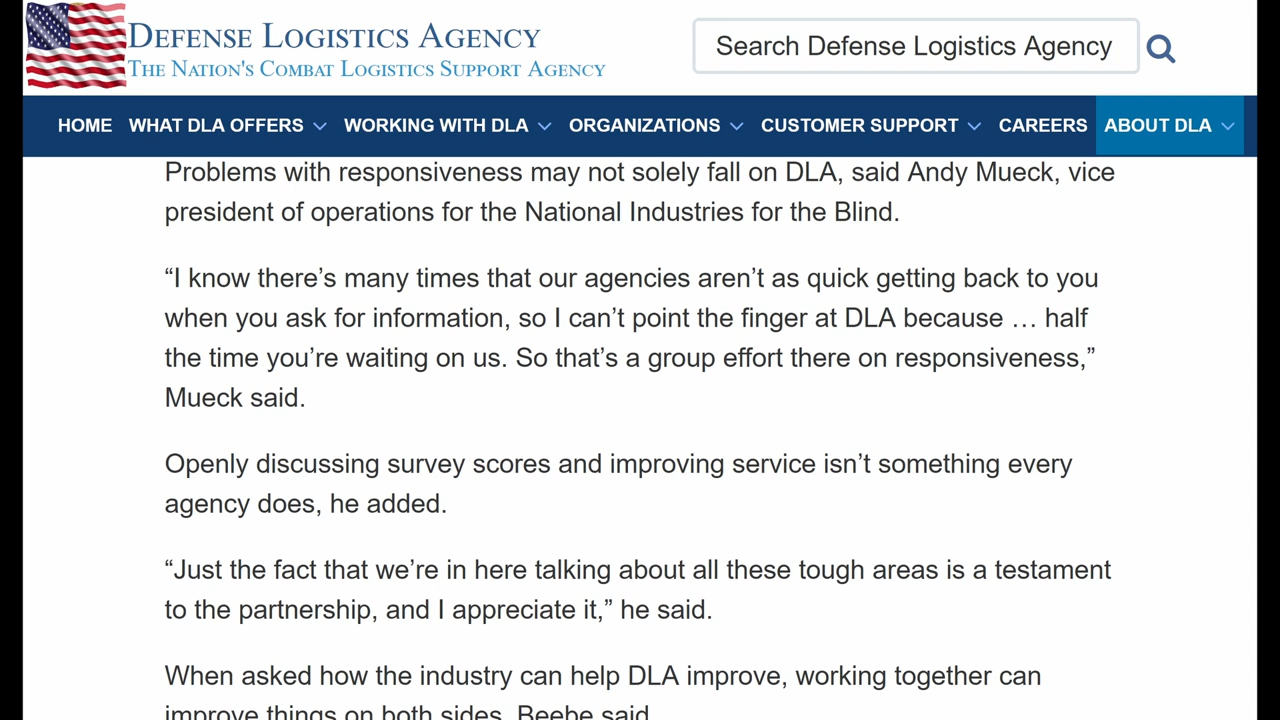 DEFENSE LOGISTICS AGENCY
THE NATION'S COMBAT LOGISTICS SUPPORT AGENCY
Search Defense Logistics Agency
HOME WHAT DLA OFFERS WORKING WITH DLA ORGANIZATIONS CUSTOMER SUPPORT CAREERS ABOUT DLA
Problems with responsiveness may not solely fall on DLA, said Andy Mueck, vice
president of operations for the National Industries for the Blind.
“I know there’s many times that our agencies aren’t as quick getting back to you
when you ask for information, so I can’t point the finger at DLA because … half
the time you’re waiting on us. So that’s a group effort there on responsiveness,”
Mueck said.
Openly discussing survey scores and improving service isn’t something every
agency does, he added.
“Just the fact that we’re in here talking about all these tough areas is a testament
to the partnership, and I appreciate it,” he said.
When asked how the industry can help DLA improve, working together can
improve things on both sides, Beebe said.